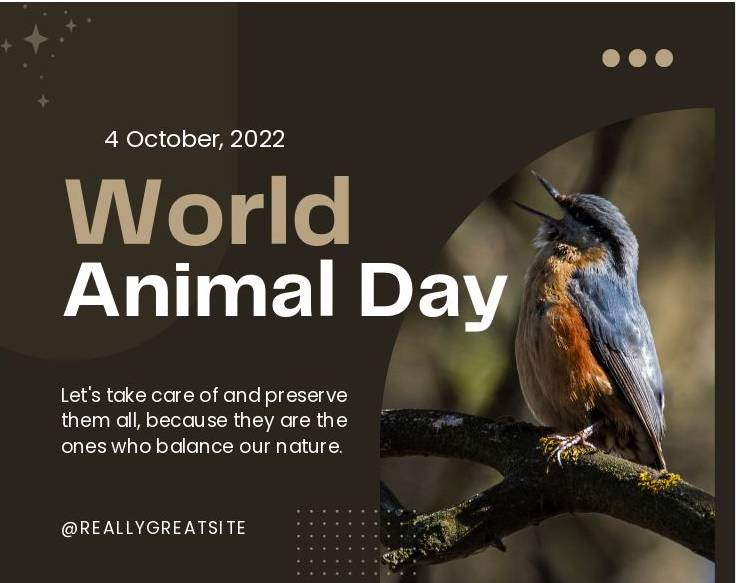 4 October, 2022
World
Animal Day
Let's take care of and preserve
them all, because they are the
ones who balance our nature.
@REALLYGREATSITE